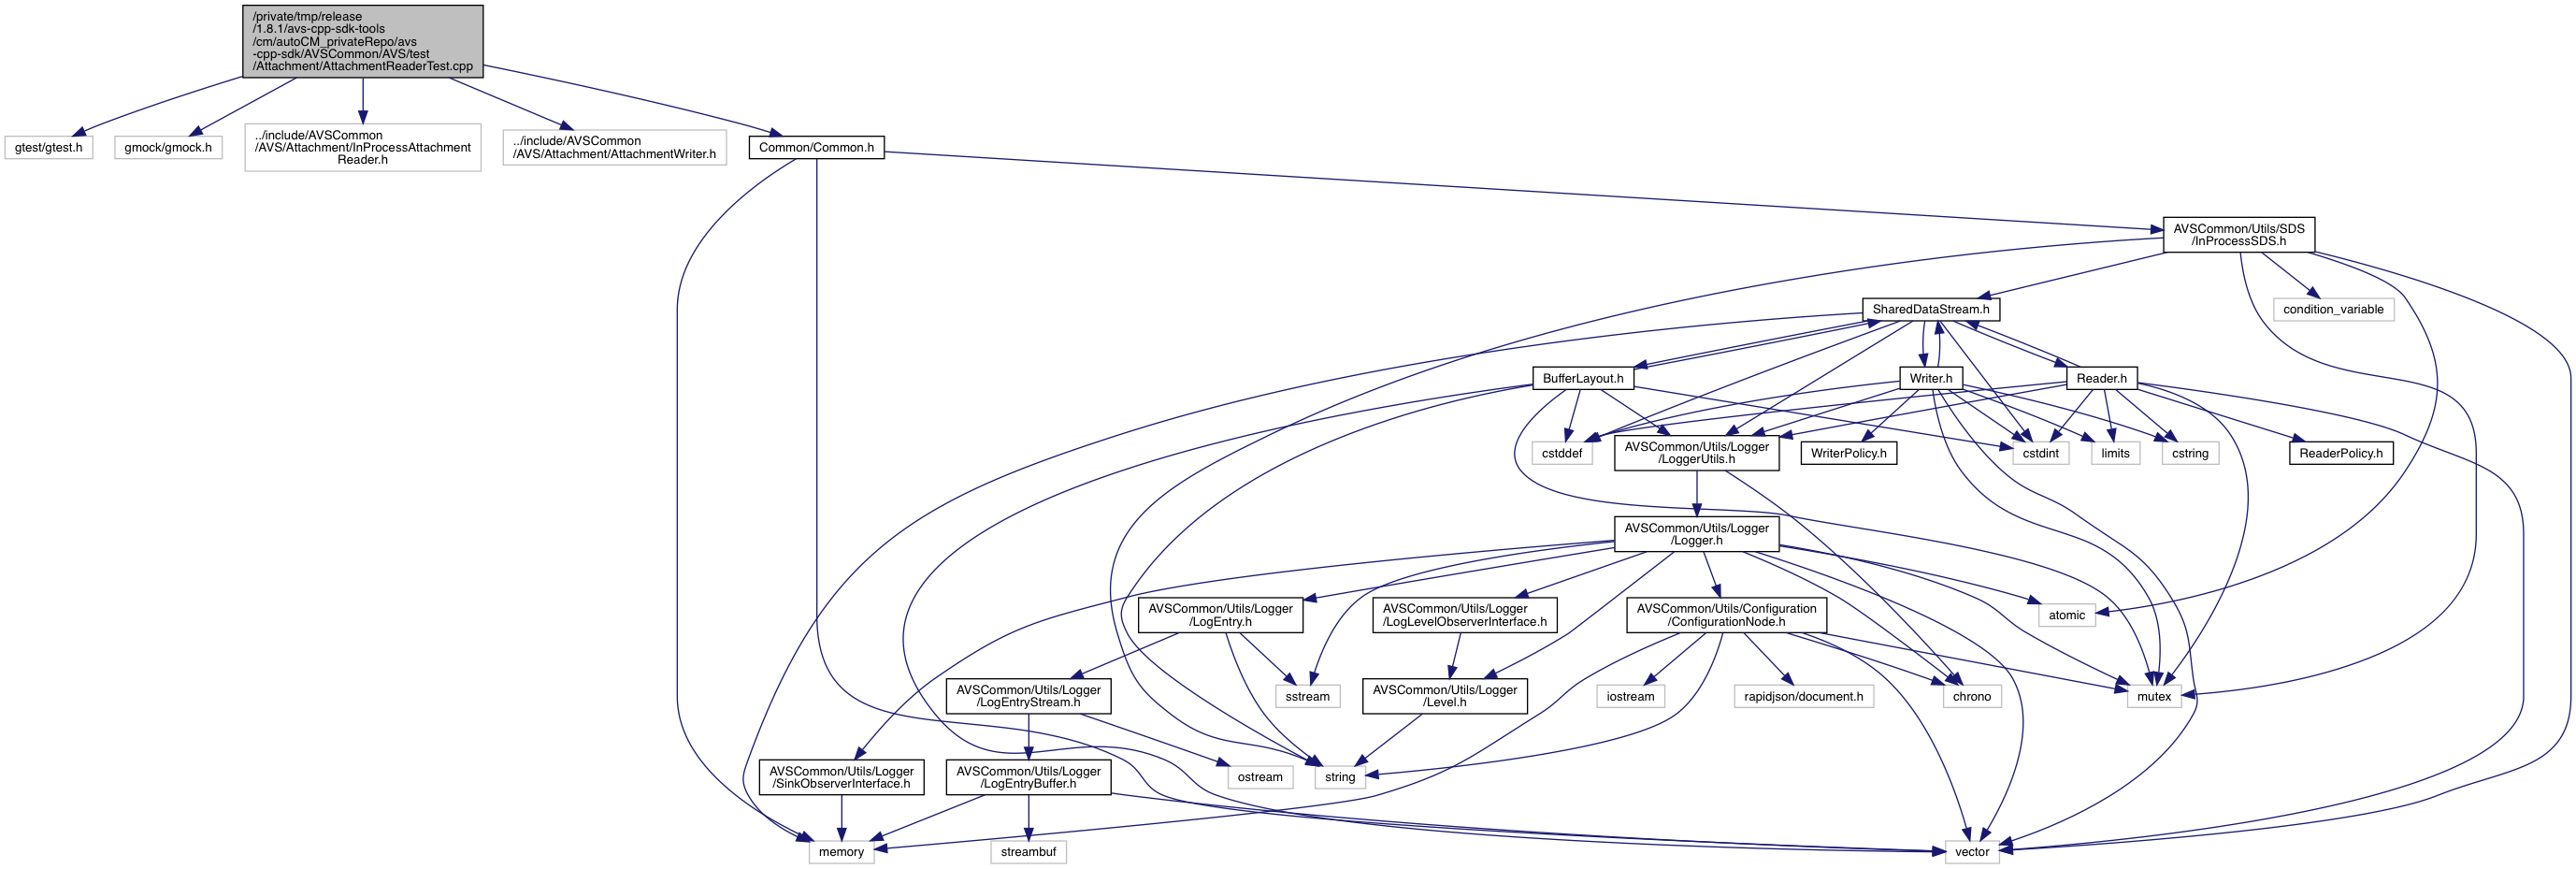 /private/tmp/release
/1.8.1/avs-cpp-sdk-tools
/cm/autoCM_privateRepo/avs
-cpp-sdk/AVSCommon/AVS/test
/Attachment/AttachmentReaderTest.cpp
gtest/gtest.h
gmock/gmock.h
../include/AVSCommon
/AVS/Attachment/InProcessAttachment
Reader.h
../include/AVSCommon
/AVS/Attachment/AttachmentWriter.h
Common/Common.h
AVSCommon/Utils/SDS
/InProcessSDS.h
SharedDataStream.h
condition_variable
BufferLayout.h
Writer.h
Reader.h
cstddef
AVSCommon/Utils/Logger
/LoggerUtils.h
WriterPolicy.h
cstdint
limits
cstring
ReaderPolicy.h
AVSCommon/Utils/Logger
/Logger.h
AVSCommon/Utils/Logger
/LogEntry.h
AVSCommon/Utils/Logger
/LogLevelObserverInterface.h
AVSCommon/Utils/Configuration
/ConfigurationNode.h
atomic
AVSCommon/Utils/Logger
/LogEntryStream.h
sstream
AVSCommon/Utils/Logger
/Level.h
iostream
rapidjson/document.h
chrono
mutex
AVSCommon/Utils/Logger
/SinkObserverInterface.h
AVSCommon/Utils/Logger
/LogEntryBuffer.h
ostream
string
memory
streambuf
vector